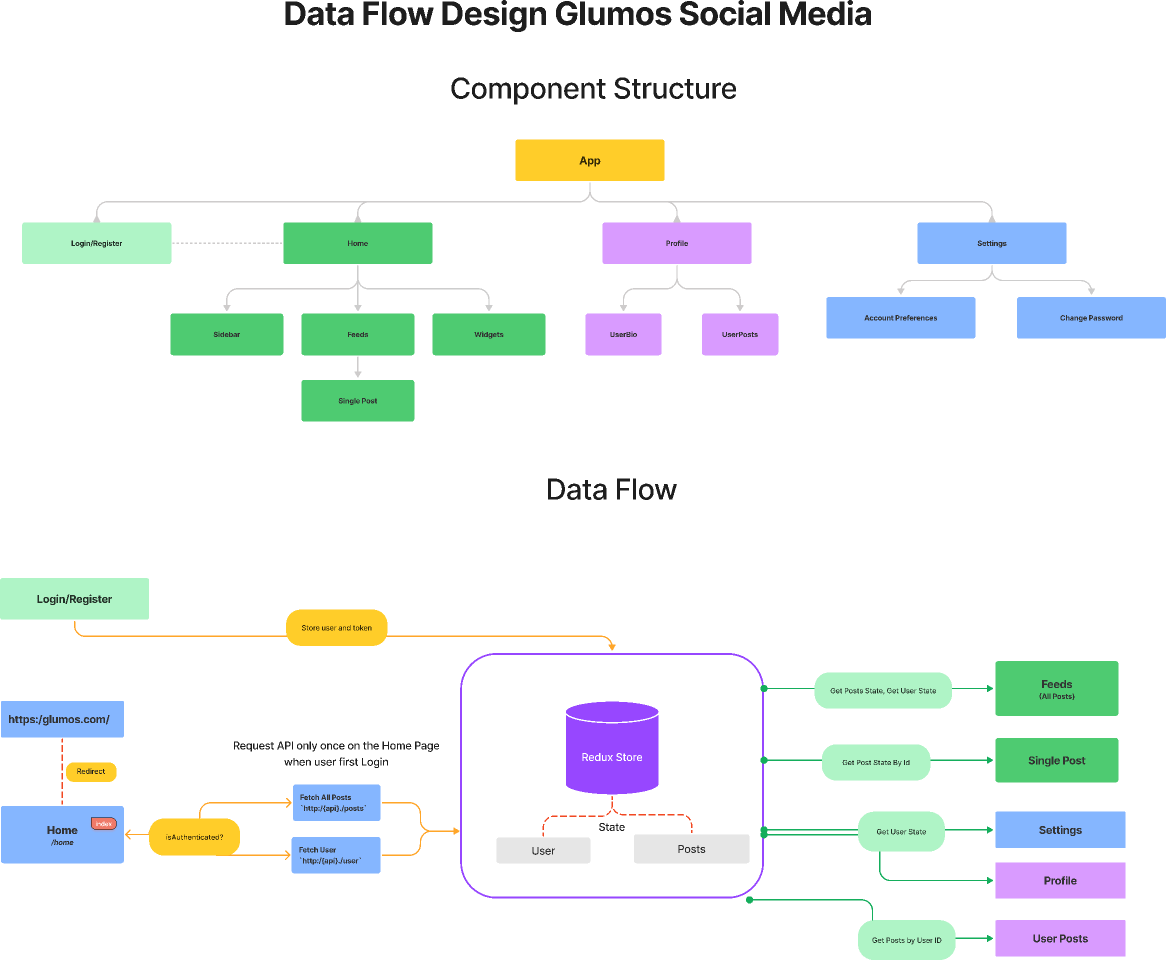 Data Flow Design Glumos Social Media
Component Structure
App
Login/Register
Home
Profile
Settings
Sidebar
Feeds
Widgets
UserBio
UserPosts
Account Preferences
Change Password
Single Post
Data Flow
Login/Register
Store user and token
https:/glumos.com/
Redirect
Home
/home
index
isAuthenticated?
Request API only once on the Home Page
when user first Login
Fetch All Posts
`http:/{api}./posts`
Fetch User
`http:/{api}./user`
Redux Store
State
User
Posts
Get Posts State, Get User State
Feeds
(All Posts)
Get Post State By Id
Single Post
Get User State
Settings
Profile
Get Posts by User ID
User Posts